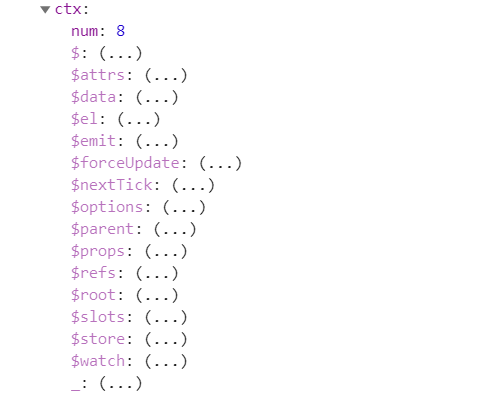 ▼ctx:
num: 8
$: (...)
$attrs: (...)
$data: (...)
$el: (...)
$emit: (...)
$forceUpdate: (...)
$nextTick: (...)
$options: (...)
$parent: (...)
$props: (...)
$refs: (...)
$root: (...)
$slots: (...)
$store: (...)
$watch: (...)
_: (...)